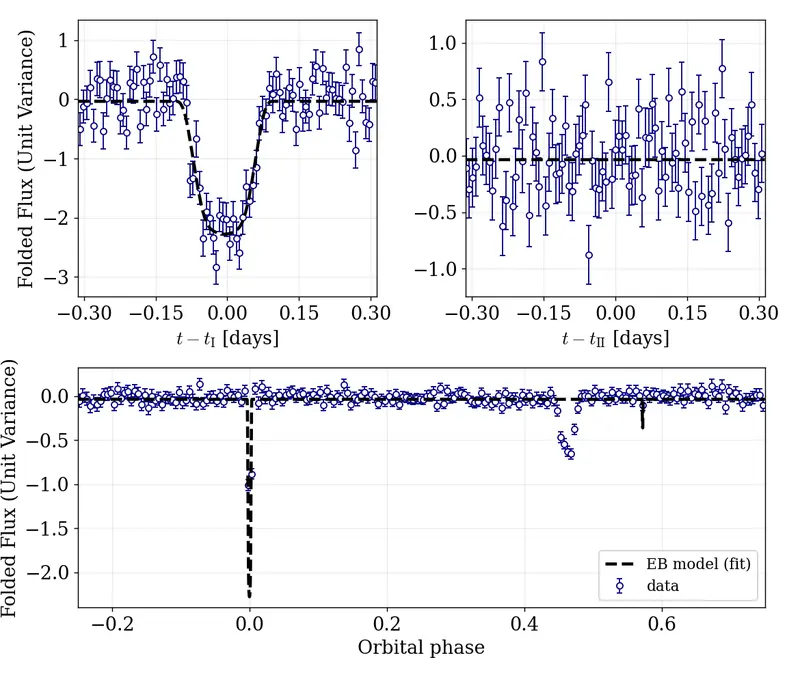 Folded Flux (Unit Variance)
1
0
−1
−2
−3
−0.30 −0.15 0.00 0.15 0.30
t − tI [days]
1.0
0.5
0.0
−0.5
−1.0
−0.30 −0.15 0.00 0.15 0.30
t − tII [days]
Folded Flux (Unit Variance)
0.0
−0.5
−1.0
−1.5
−2.0
−0.2 0.0 0.2 0.4 0.6
Orbital phase
EB model (fit)
data